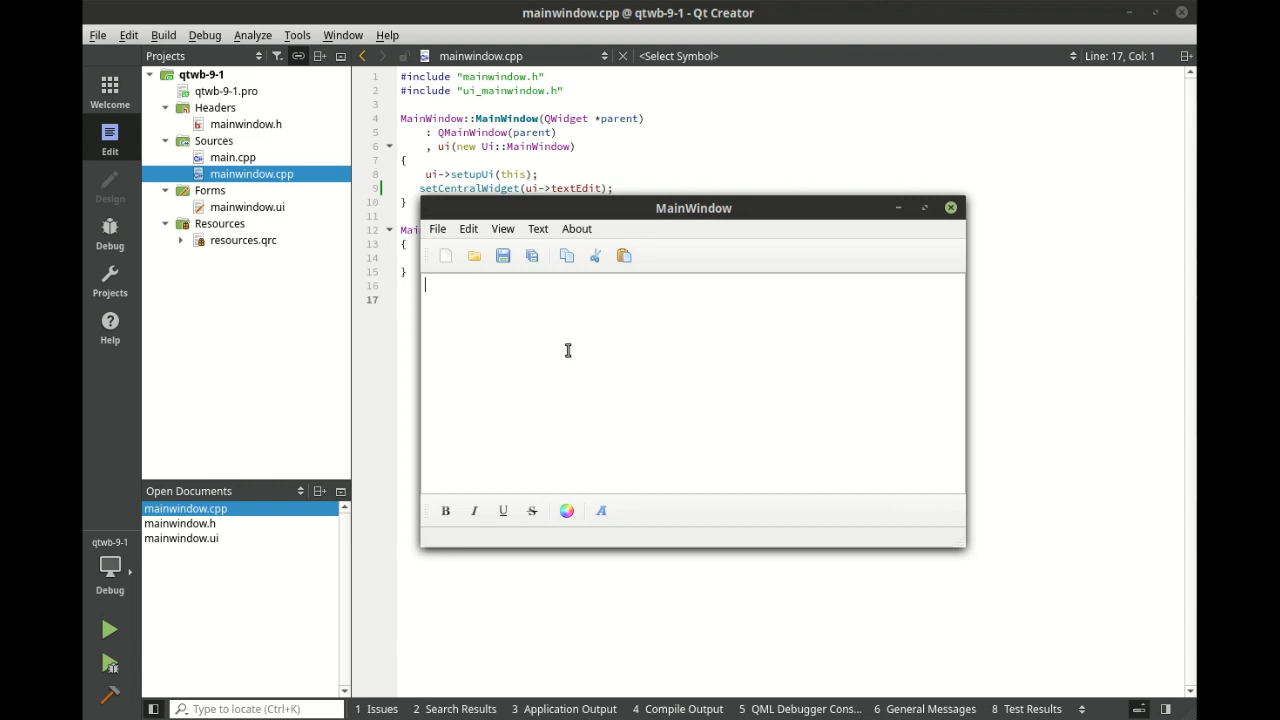 mainwindow.cpp @ qtwb-9-1 - Qt Creator
File Edit Build Debug Analyze Tools Window Help
Projects mainwindow.cpp <Select Symbol> Line: 17, Col: 1
Welcome
Edit
Design
Debug
Projects
Help
qtwb-9-1
Debug
qtwb-9-1
qtwb-9-1.pro
Headers
mainwindow.h
Sources
main.cpp
mainwindow.cpp
Forms
mainwindow.ui
Resources
resources.qrc
Open Documents
mainwindow.cpp
mainwindow.h
mainwindow.ui
1 #include "mainwindow.h"
2 #include "ui_mainwindow.h"
3
4 MainWindow::MainWindow(QWidget *parent)
5 : QMainWindow(parent)
6 , ui(new Ui::MainWindow)
7 {
8 ui->setupUi(this);
9 setCentralWidget(ui->textEdit);
10 }
11
12 Mai
13 {
14
15 }
16
17
MainWindow
File Edit View Text About
B I U S A
Type to locate (Ctrl+K) 1 Issues 2 Search Results 3 Application Output 4 Compile Output 5 QML Debugger Cons... 6 General Messages 8 Test Results